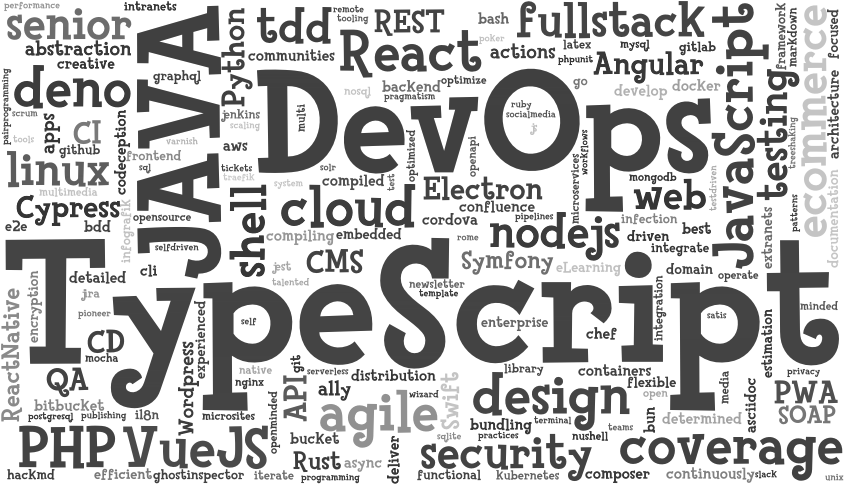 performance
intranets
senior
abstraction
creative
JAVA
Python
tdd
remote
tooling
REST
communities
React
bash
poker
actions
fullstack
latex
mysql
gitlab
phpunit
Angular
JavaScript
framework
markdown
ecommerce
focused
deno
graphql
pairprogramming
scrum
tools
apps
CI
github
codeception
varnish
frontend
sql
jenkins
scaling
aws
tickets
traefik
DevOps
multi
nosql
backend
pragmatism
optimize
ruby
socialmedia
js
go
develop
docker
testing
treeshaking
architecture
linux
multimedia
Cypress
e2e
bdd
infografik
opensource
selfdriven
cli
shell
system
solr
compiled
test
optimized
openapi
Electron
cloud
confluence
cordova
pipelines
microservices
workflows
mongodb
web
testdriven
infection
best
patterns
documentation
compiling
embedded
rome
nodejs
driven
integrate
extranets
jest
talented
CMS
Symfony
eLearning
domain
operate
TypeScript
detailed
encryption
jira
pioneer
ReactNative
CD
mocha
QA
bitbucket
postgresql
publishing
i18n
Wordpress
experienced
self
newsletter
template
enterprise
chef
integration
satis
minded
estimation
native
nginx
microsites
openminded
API
git
serverless
ally
distribution
wizard
library
containers
flexible
open
media
privacy
asciidoc
PWA
SOAP
agile
Swift
design
bundling
terminal
teams
bun
determined
PHP
VueJS
bucket
Rust
async
deliver
sqlite
practices
nushell
security
coverage
hackmd
efficient
ghostinspector
iterate
programming
functional
Kubernetes
composer
continuously
slack
unix